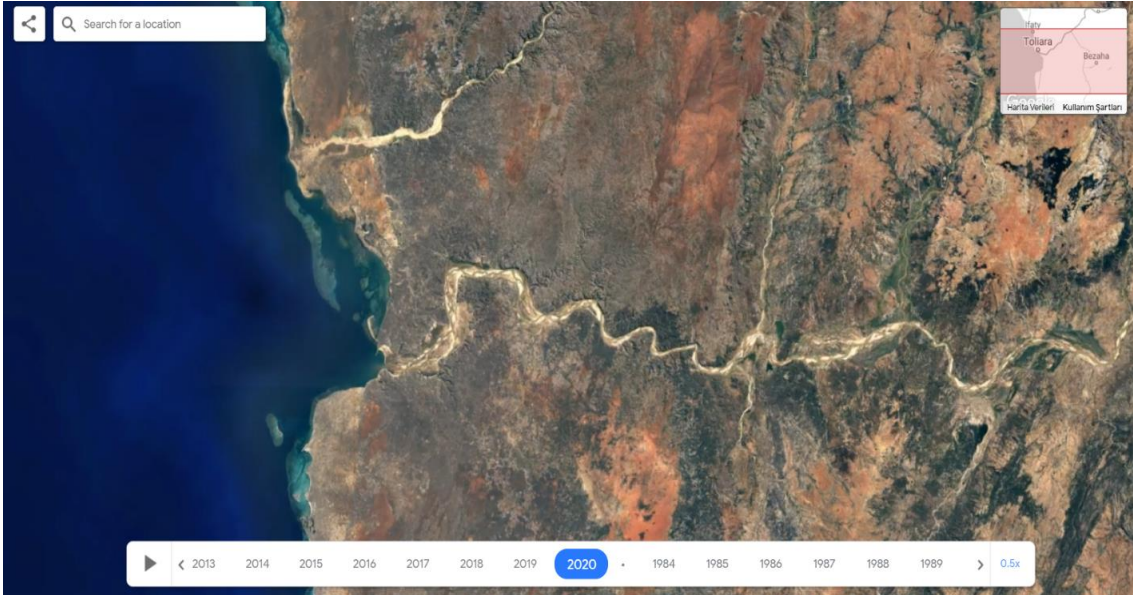 Search for a location
Ifaty
Toliara
Bezaha
Harita Verileri Kullanım Şartları
2013 2014 2015 2016 2017 2018 2019 2020 1984 1985 1986 1987 1988 1989 0.5x